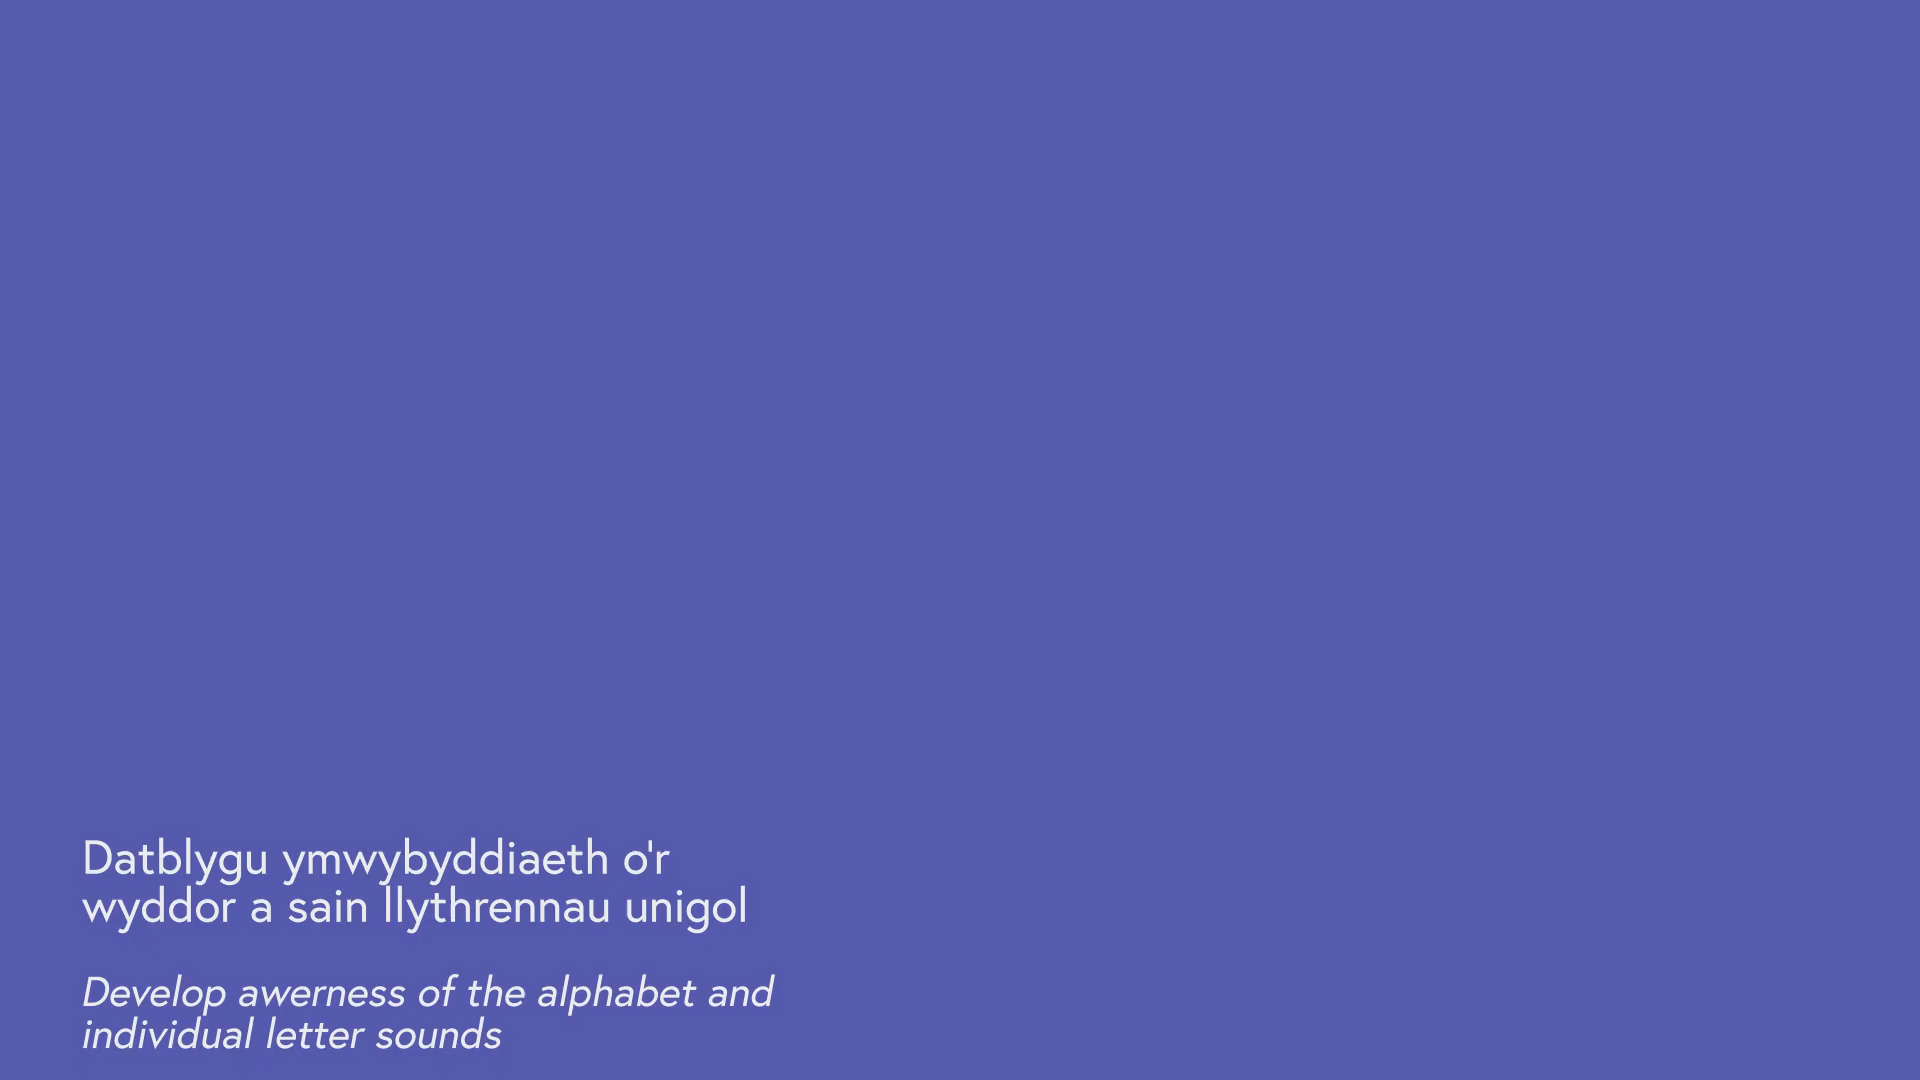 Datblygu ymwybyddiaeth o'r
wyddor a sain llythrennau unigol
Develop awerness of the alphabet and
individual letter sounds